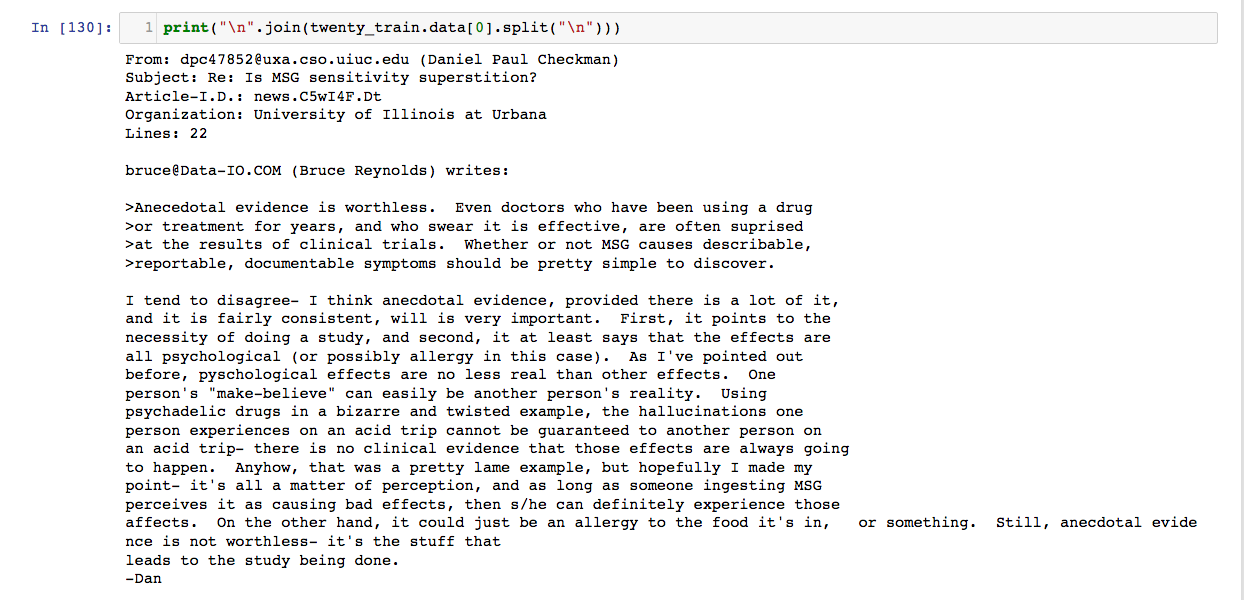 In [130]: 1 print("\n".join(twenty_train.data[0].split("\n")))
From: dpc47852@uxa.cso.uiuc.edu (Daniel Paul Checkman)
Subject: Re: Is MSG sensitivity superstition?
Article-I.D.: news.C5wI4F.Dt
Organization: University of Illinois at Urbana
Lines: 22

bruce@Data-IO.COM (Bruce Reynolds) writes:

>Anecedotal evidence is worthless.  Even doctors who have been using a drug
>or treatment for years, and who swear it is effective, are often suprised
>at the results of clinical trials.  Whether or not MSG causes describable,
>reportable, documentable symptoms should be pretty simple to discover.

I tend to disagree- I think anecdotal evidence, provided there is a lot of it,
and it is fairly consistent, will is very important.  First, it points to the
necessity of doing a study, and second, it at least says that the effects are
all psychological (or possibly allergy in this case).  As I've pointed out
before, pyschological effects are no less real than other effects.  One
person's "make-believe" can easily be another person's reality.  Using
psychadelic drugs in a bizarre and twisted example, the hallucinations one
person experiences on an acid trip cannot be guaranteed to another person on
an acid trip- there is no clinical evidence that those effects are always going
to happen.  Anyhow, that was a pretty lame example, but hopefully I made my
point- it's all a matter of perception, and as long as someone ingesting MSG
perceives it as causing bad effects, then s/he can definitely experience those
affects.  On the other hand, it could just be an allergy to the food it's in,   or something.  Still, anecdotal evide
nce is not worthless- it's the stuff that
leads to the study being done.
-Dan